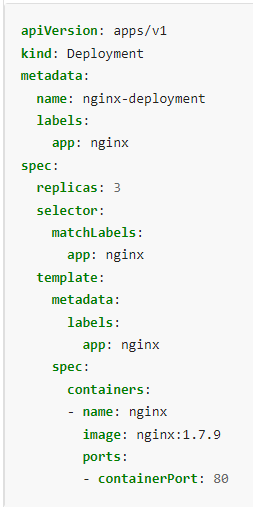 apiVersion: apps/v1
kind: Deployment
metadata:
  name: nginx-deployment
  labels:
    app: nginx
spec:
  replicas: 3
  selector:
    matchLabels:
      app: nginx
  template:
    metadata:
      labels:
        app: nginx
    spec:
      containers:
      - name: nginx
        image: nginx:1.7.9
        ports:
        - containerPort: 80